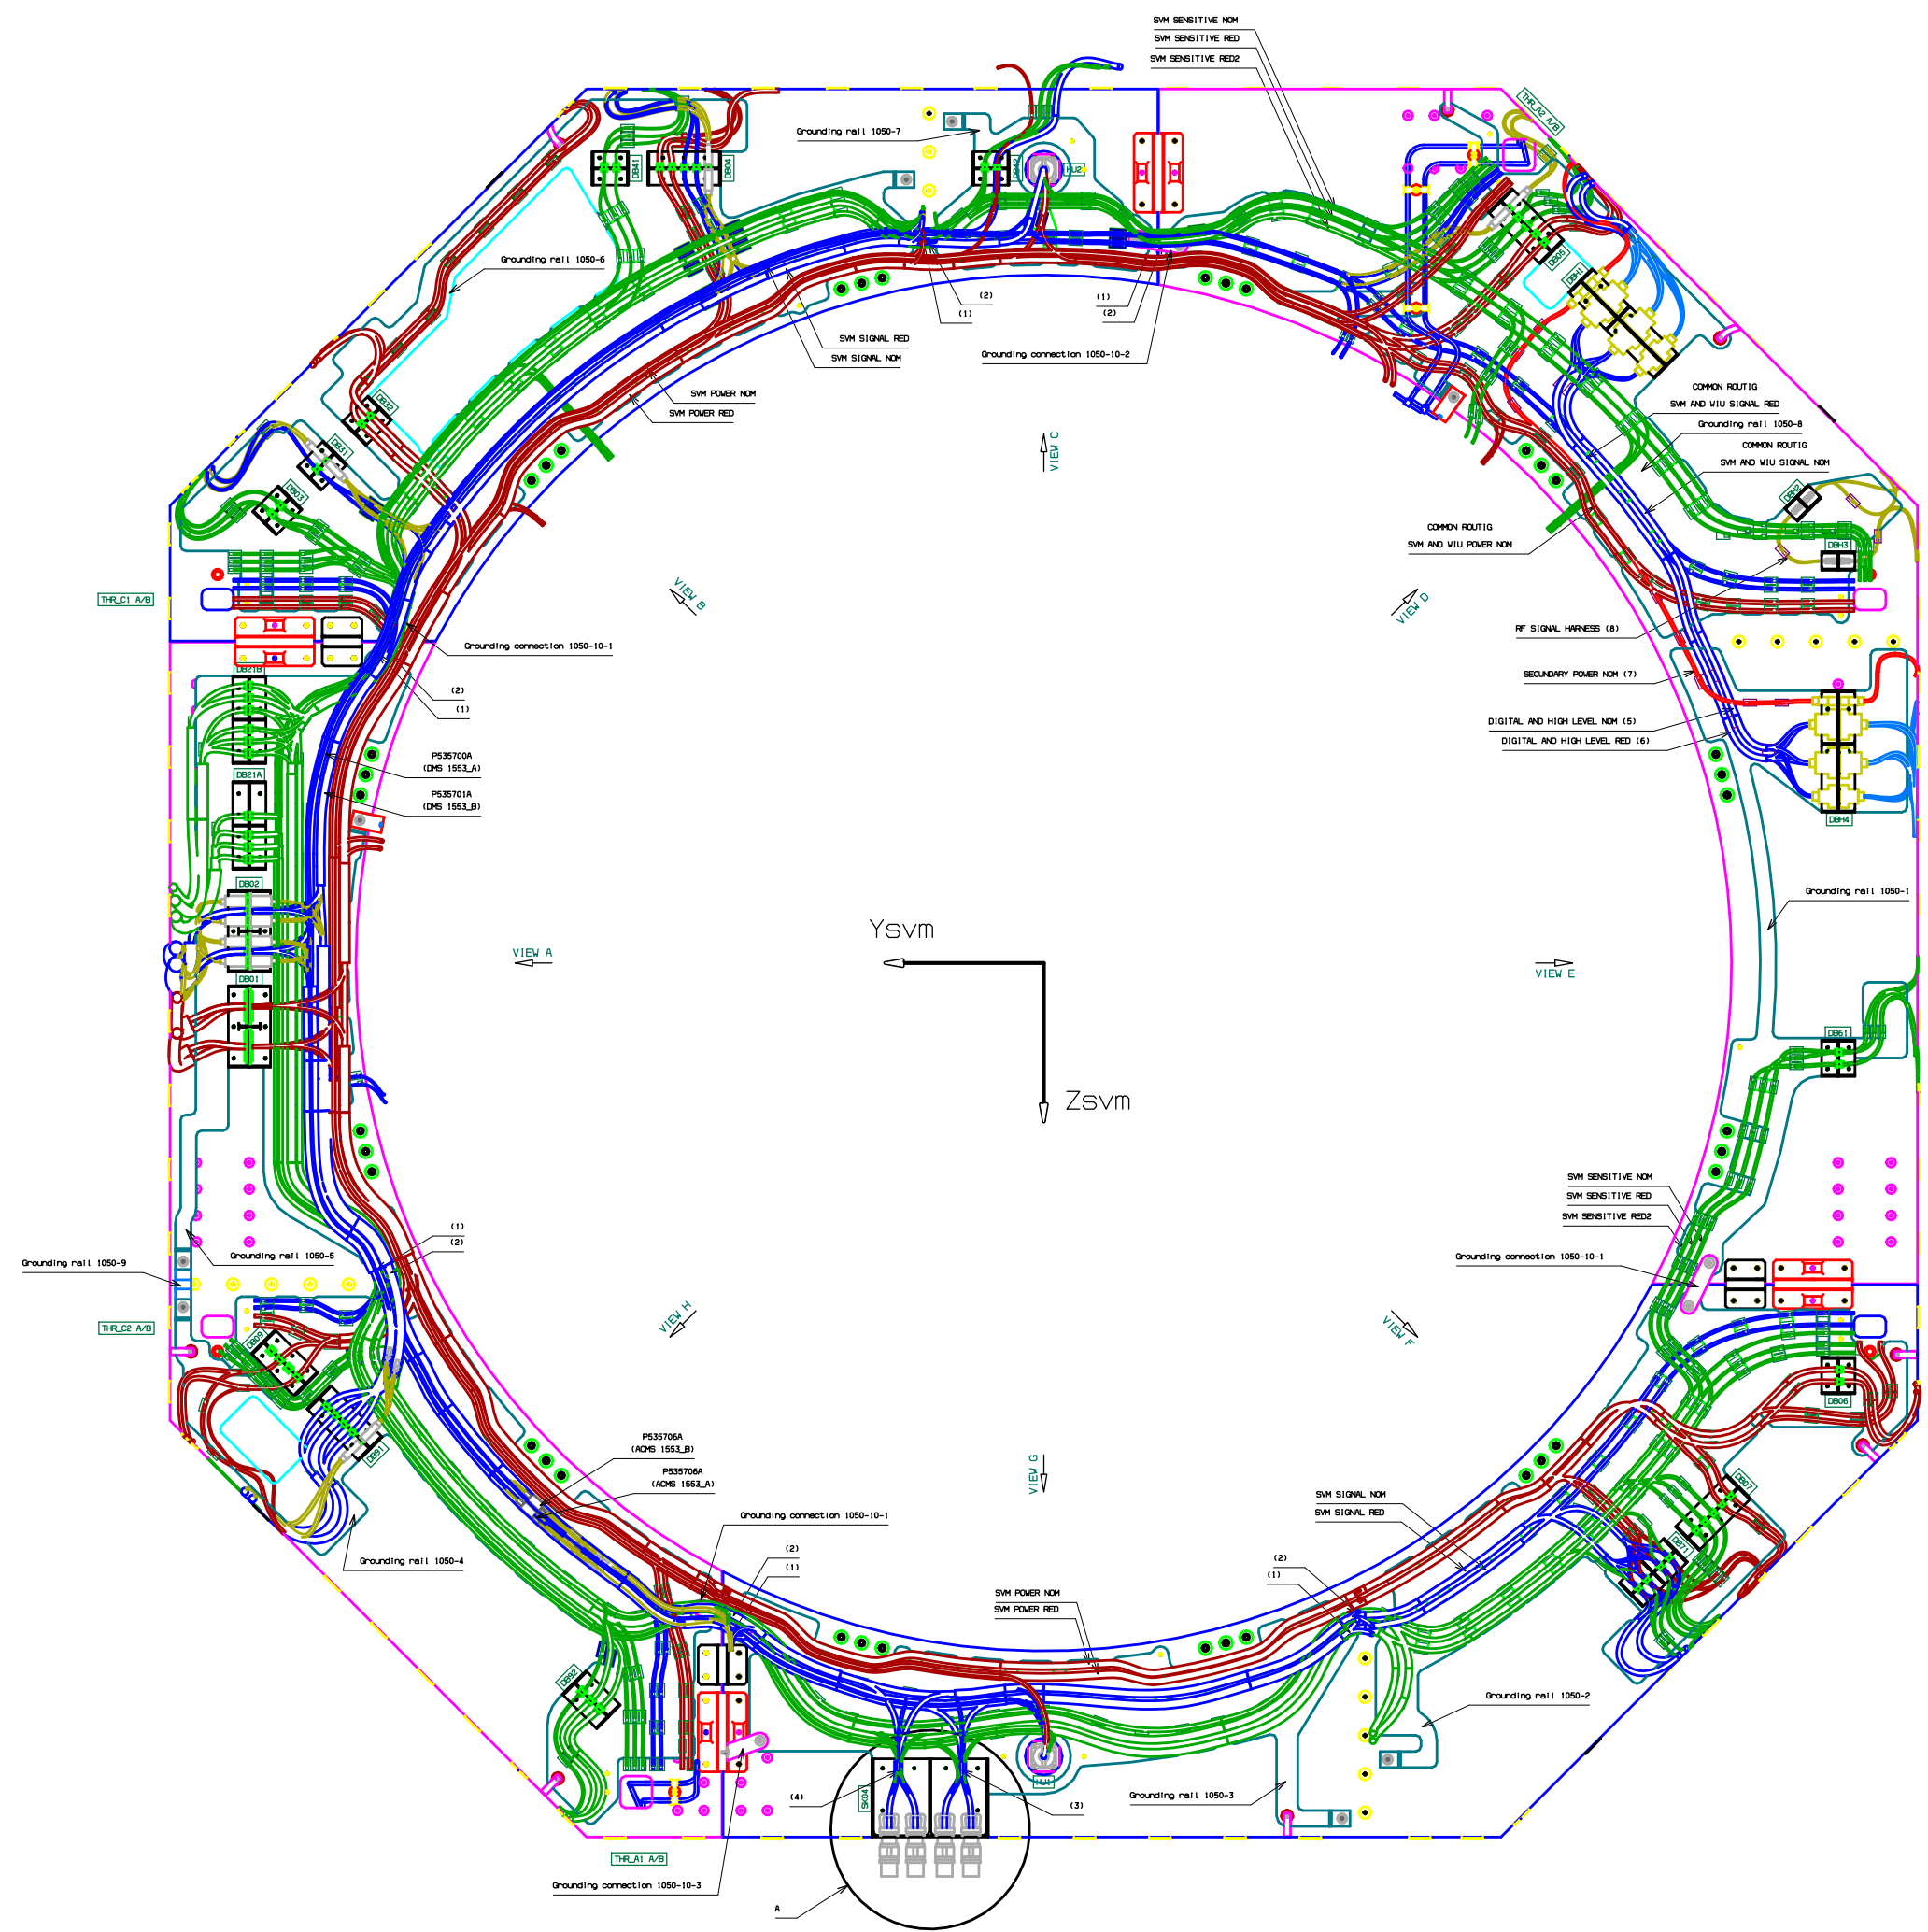 SVM SENSITIVE NOM
SVM SENSITIVE RED
SVM SENSITIVE RED2
THR_A2 A/B
Grounding rail 1050-7
DB41
DB04
DB42
HU2
DB05
DBH1
Grounding rail 1050-6
(2)
(1)
(1)
(2)
SVM SIGNAL RED
SVM SIGNAL NOM
Grounding connection 1050-10-2
SVM POWER NOM
SVM POWER RED
COMMON ROUTIG
SVM AND WIU SIGNAL RED
Grounding rail 1050-8
COMMON ROUTIG
SVM AND WIU SIGNAL NOM
DB32
DB31
DB03
VIEW C
DBH2
COMMON ROUTIG
SVM AND WIU POWER NOM
DBH3
THR_C1 A/B
VIEW B
VIEW D
RF SIGNAL HARNESS (8)
Grounding connection 1050-10-1
DB21B
(2)
(1)
SECUNDARY POWER NOM (7)
DIGITAL AND HIGH LEVEL NOM (5)
DIGITAL AND HIGH LEVEL RED (6)
P535700A
(DMS 1553_A)
DB21A
P535701A
(DMS 1553_B)
DBH4
DB02
Grounding rail 1050-1
Ysvm
VIEW A
VIEW E
DB01
DB61
Zsvm
SVM SENSITIVE NOM
SVM SENSITIVE RED
SVM SENSITIVE RED2
(1)
(2)
Grounding rail 1050-5
Grounding rail 1050-9
Grounding connection 1050-10-1
THR_C2 A/B
VIEW H
VIEW F
DB09
DB06
DB91
P535706A
(ACMS 1553_B)
P535706A
(ACMS 1553_A)
VIEW G
DB07
SVM SIGNAL NOM
SVM SIGNAL RED
Grounding connection 1050-10-1
DB71
Grounding rail 1050-4
(2)
(1)
(2)
(1)
SVM POWER NOM
SVM POWER RED
DB92
Grounding rail 1050-2
HU1
SK04
(4)
(3)
Grounding rail 1050-3
THR_A1 A/B
Grounding connection 1050-10-3
A